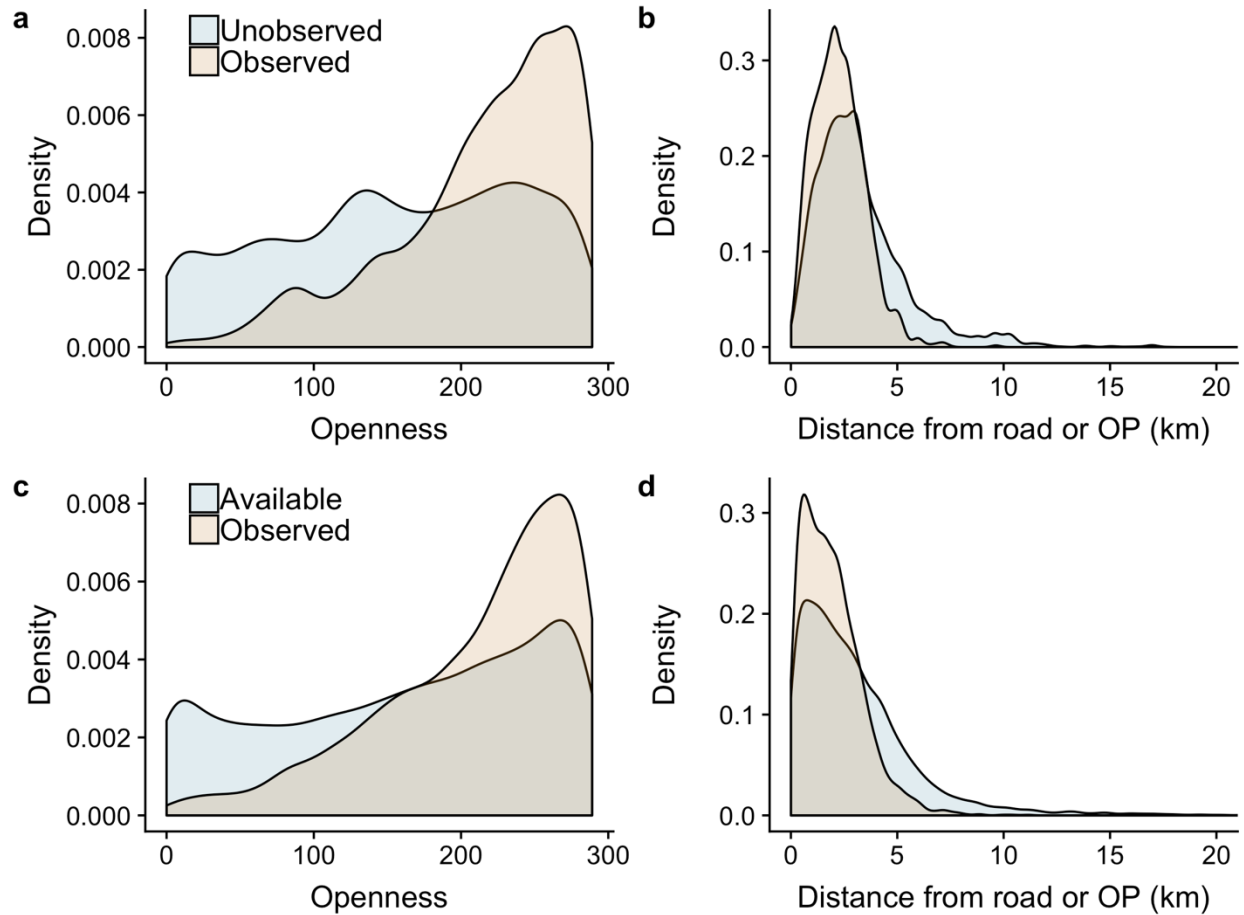 a
Unobserved
Observed
0.008
0.006
0.004
0.002
0.000
Density
0
100
200
300
Openness
b
0.3
0.2
0.1
0.0
Density
0
5
10
15
20
Distance from road or OP (km)
c
Available
Observed
0.008
0.006
0.004
0.002
0.000
Density
0
100
200
300
Openness
d
0.3
0.2
0.1
0.0
Density
0
5
10
15
20
Distance from road or OP (km)